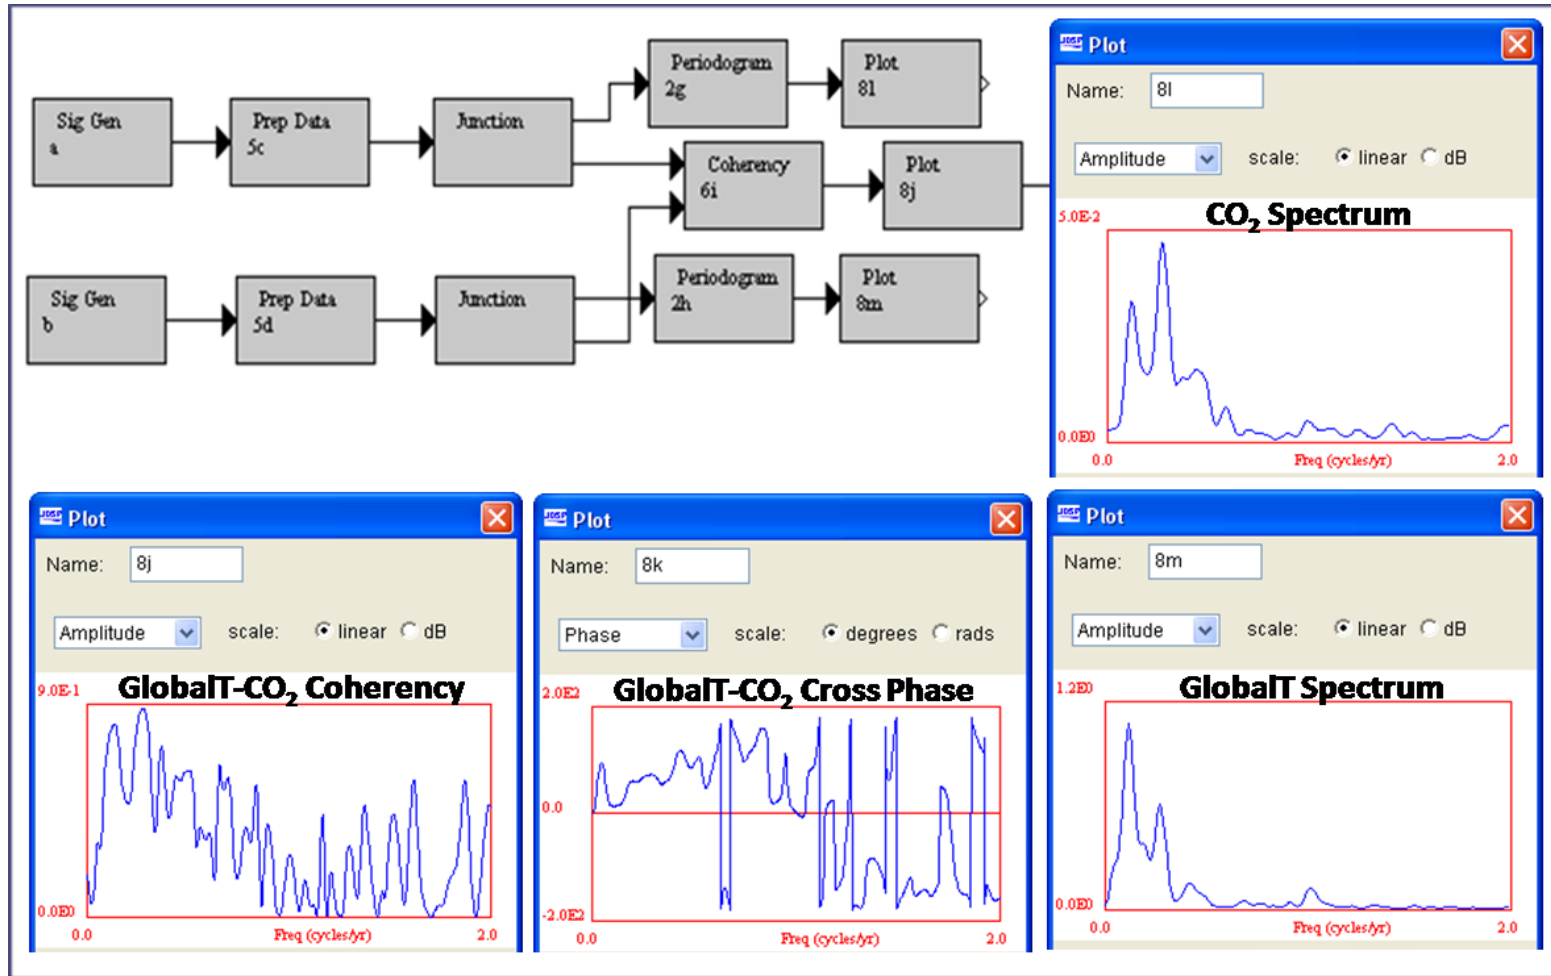 Sig Gen
a
Prep Data
5c
Junction
Periodogram
2g
Plot
8l
Coherency
6i
Plot
8j
Sig Gen
b
Prep Data
5d
Junction
Periodogram
2h
Plot
8m
JDSP Plot
Name: 8l
Amplitude scale: linear dB
CO₂ Spectrum
5.0E-2
0.0E0
0.0 Freq (cycles/yr) 2.0
JDSP Plot
Name: 8j
Amplitude scale: linear dB
GlobalT-CO₂ Coherency
9.0E-1
0.0E0
0.0 Freq (cycles/yr) 2.0
JDSP Plot
Name: 8k
Phase scale: degrees rads
GlobalT-CO₂ Cross Phase
2.0E2
0.0
-2.0E2
0.0 Freq (cycles/yr) 2.0
JDSP Plot
Name: 8m
Amplitude scale: linear dB
GlobalT Spectrum
1.2E0
0.0E0
0.0 Freq (cycles/yr) 2.0